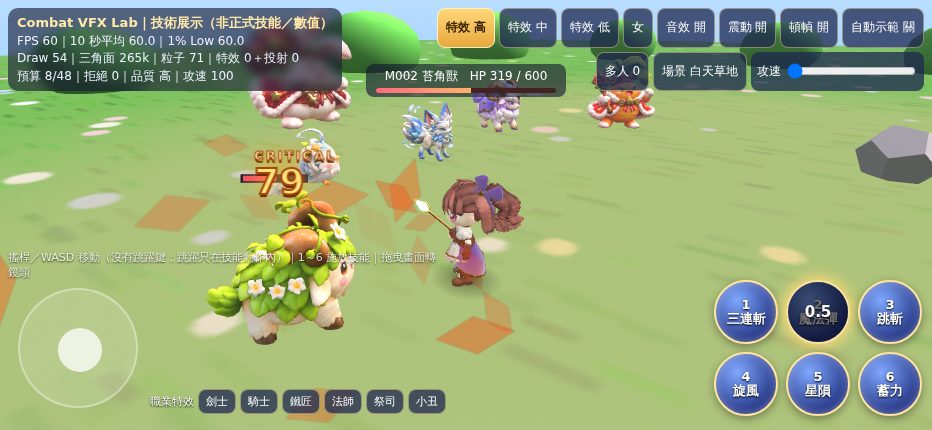 Combat VFX Lab｜技術展示（非正式技能／數值）
FPS 60｜10 秒平均 60.0｜1% Low 60.0
Draw 54｜三角面 265k｜粒子 71｜特效 0＋投射 0
預算 8/48｜拒絕 0｜品質 高｜攻速 100
特效 高
特效 中
特效 低
女
音效 開
震動 開
頓幀 開
自動示範 關
多人 0
場景 白天草地
攻速
M002 苔角獸 HP 319 / 600
CRITICAL
79
搖桿／WASD 移動（沒有跳躍鍵；跳躍只在技能動作內）｜1～6 施放技能｜拖曳畫面轉
鏡頭
1
三連斬
2
魔法彈
0.5
3
跳斬
4
旋風
5
星隕
6
蓄力
職業特效
劍士
騎士
鐵匠
法師
祭司
小丑